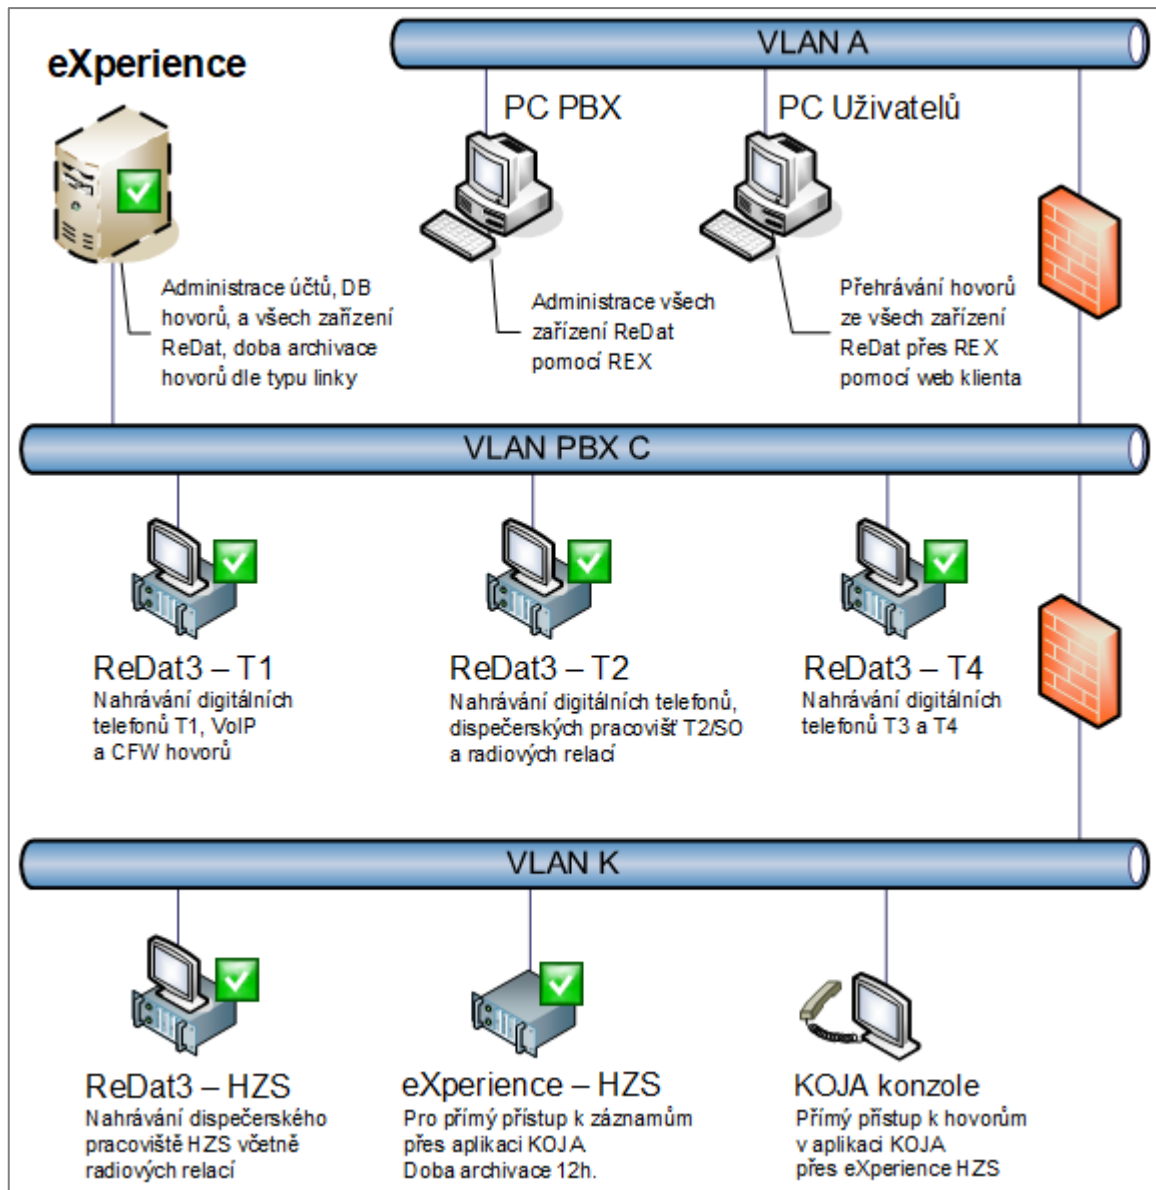 VLAN A
eXperience
PC PBX
PC Uživatelů
Administrace účtů, DB
hovorů, a všech zařízení
ReDat, doba archivace
hovorů dle typu linky
Administrace všech
zařízení ReDat
pomocí REX
Přehrávání hovorů
ze všech zařízení
ReDat přes REX
pomocí web klienta
VLAN PBX C
ReDat3 – T1
Nahrávání digitálních
telefonů T1, VoIP
a CFW hovorů
ReDat3 – T2
Nahrávání digitálních telefonů,
dispečerských pracovišť T2/SO
a radiových relací
ReDat3 – T4
Nahrávání digitálních
telefonů T3 a T4
VLAN K
ReDat3 – HZS
Nahrávání dispečerského
pracoviště HZS včetně
radiových relací
eXperience – HZS
Pro přímý přístup k záznamům
přes aplikaci KOJA
Doba archivace 12h.
KOJA konzole
Přímý přístup k hovorům
v aplikaci KOJA
přes eXperience HZS